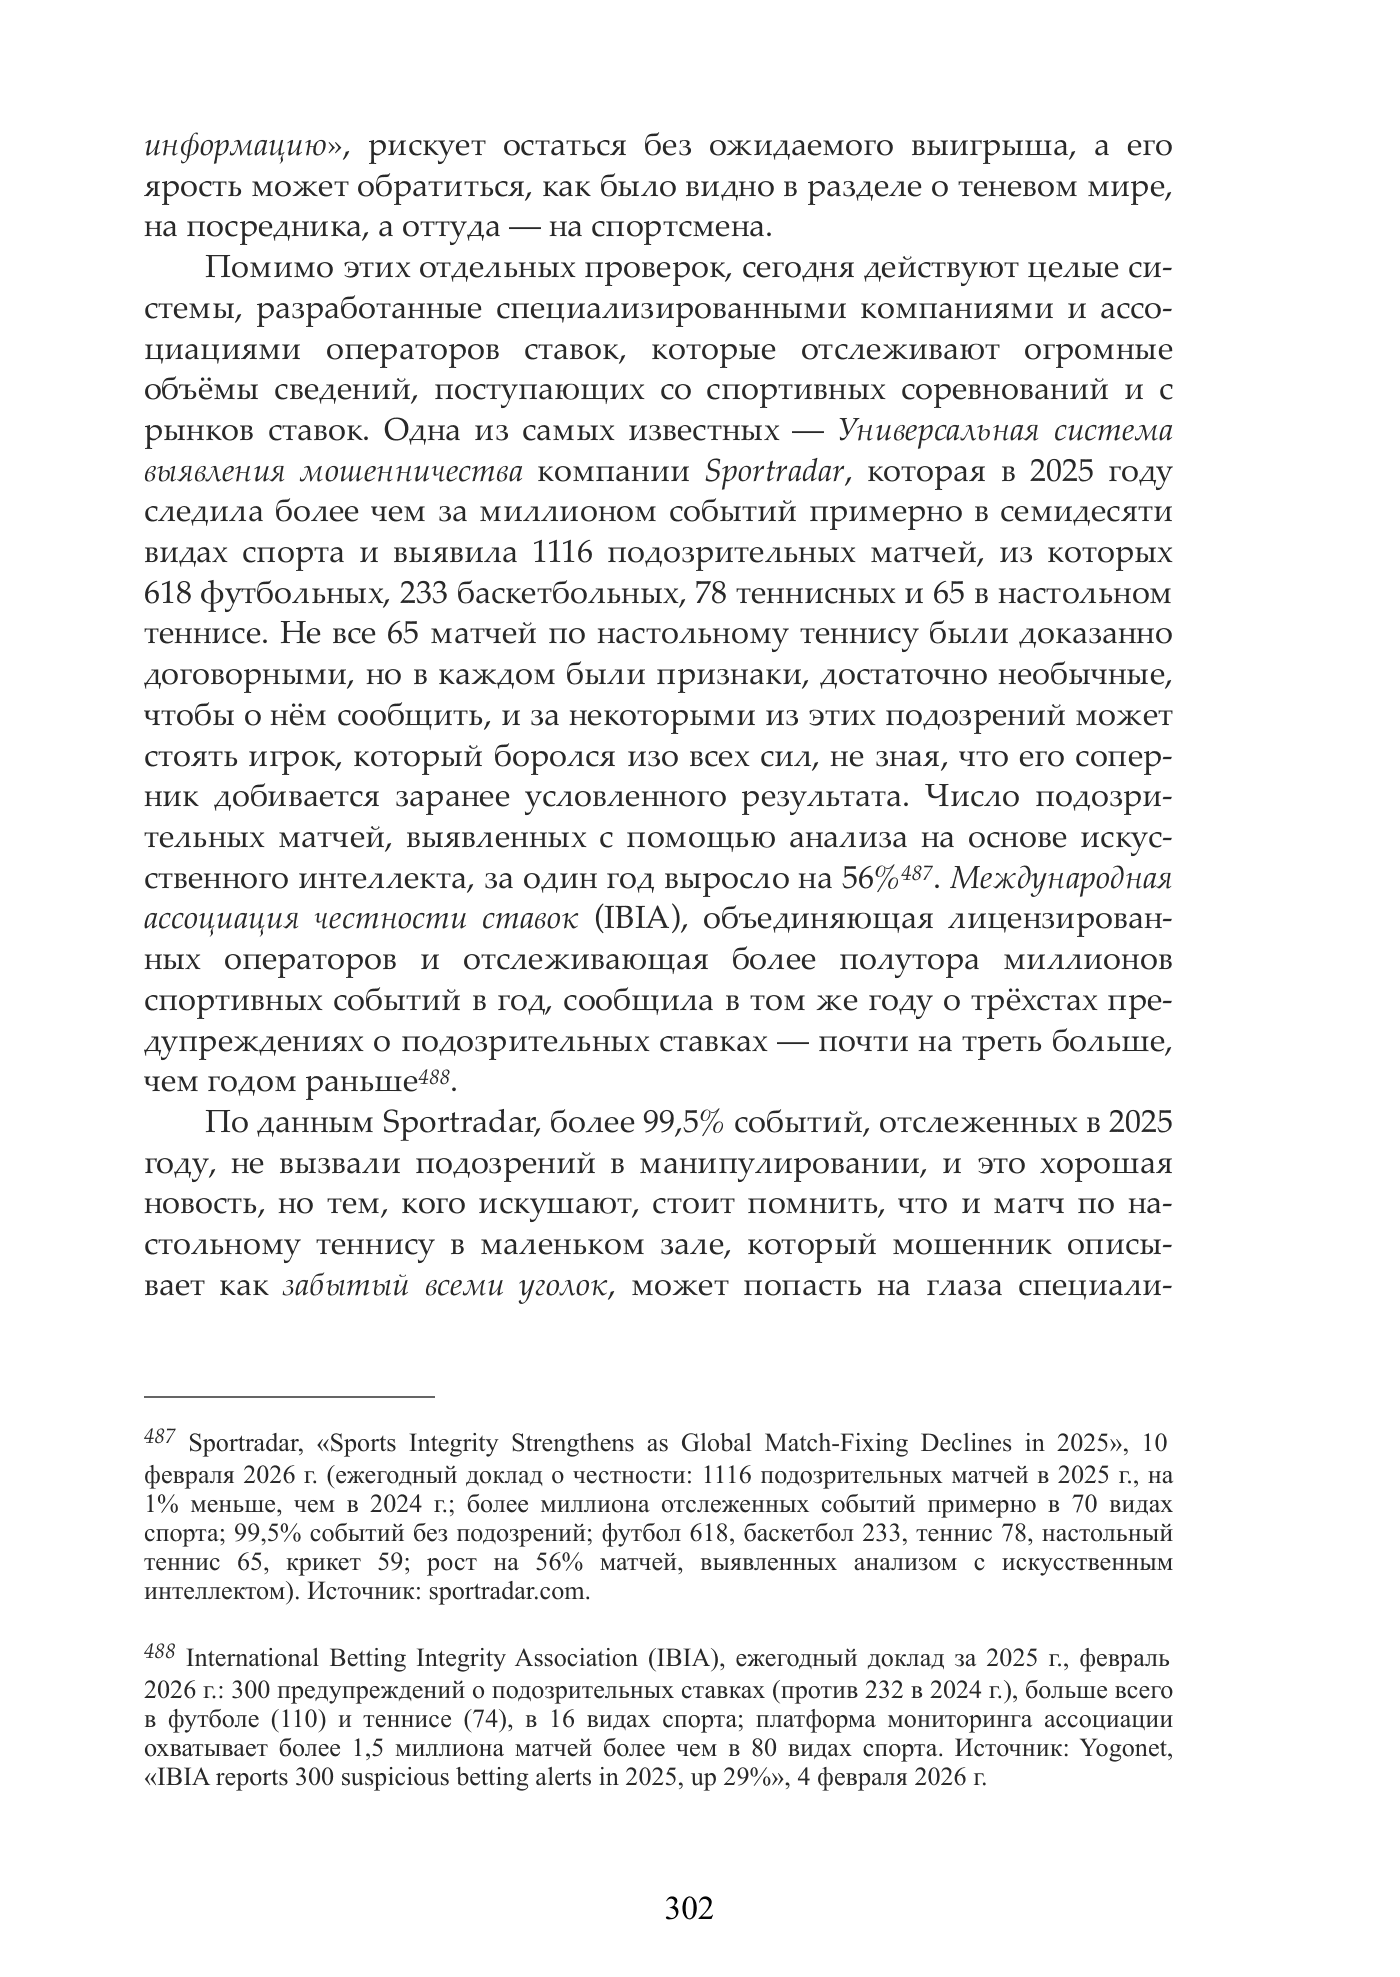 информацию», рискует остаться без ожидаемого выигрыша, а его
ярость может обратиться, как было видно в разделе о теневом мире,
на посредника, а оттуда — на спортсмена.
Помимо этих отдельных проверок, сегодня действуют целые си-
стемы, разработанные специализированными компаниями и ассо-
циациями операторов ставок, которые отслеживают огромные
объёмы сведений, поступающих со спортивных соревнований и с
рынков ставок. Одна из самых известных — Универсальная система
выявления мошенничества компании Sportradar, которая в 2025 году
следила более чем за миллионом событий примерно в семидесяти
видах спорта и выявила 1116 подозрительных матчей, из которых
618 футбольных, 233 баскетбольных, 78 теннисных и 65 в настольном
теннисе. Не все 65 матчей по настольному теннису были доказанно
договорными, но в каждом были признаки, достаточно необычные,
чтобы о нём сообщить, и за некоторыми из этих подозрений может
стоять игрок, который боролся изо всех сил, не зная, что его сопер-
ник добивается заранее условленного результата. Число подозри-
тельных матчей, выявленных с помощью анализа на основе искус-
ственного интеллекта, за один год выросло на 56%487. Международная
ассоциация честности ставок (IBIA), объединяющая лицензирован-
ных операторов и отслеживающая более полутора миллионов
спортивных событий в год, сообщила в том же году о трёхстах пре-
дупреждениях о подозрительных ставках — почти на треть больше,
чем годом раньше488.
По данным Sportradar, более 99,5% событий, отслеженных в 2025
году, не вызвали подозрений в манипулировании, и это хорошая
новость, но тем, кого искушают, стоит помнить, что и матч по на-
стольному теннису в маленьком зале, который мошенник описы-
вает как забытый всеми уголок, может попасть на глаза специали-
487 Sportradar, «Sports Integrity Strengthens as Global Match-Fixing Declines in 2025», 10
февраля 2026 г. (ежегодный доклад о честности: 1116 подозрительных матчей в 2025 г., на
1% меньше, чем в 2024 г.; более миллиона отслеженных событий примерно в 70 видах
спорта; 99,5% событий без подозрений; футбол 618, баскетбол 233, теннис 78, настольный
теннис 65, крикет 59; рост на 56% матчей, выявленных анализом с искусственным
интеллектом). Источник: sportradar.com.
488 International Betting Integrity Association (IBIA), ежегодный доклад за 2025 г., февраль
2026 г.: 300 предупреждений о подозрительных ставках (против 232 в 2024 г.), больше всего
в футболе (110) и теннисе (74), в 16 видах спорта; платформа мониторинга ассоциации
охватывает более 1,5 миллиона матчей более чем в 80 видах спорта. Источник: Yogonet,
«IBIA reports 300 suspicious betting alerts in 2025, up 29%», 4 февраля 2026 г.
302